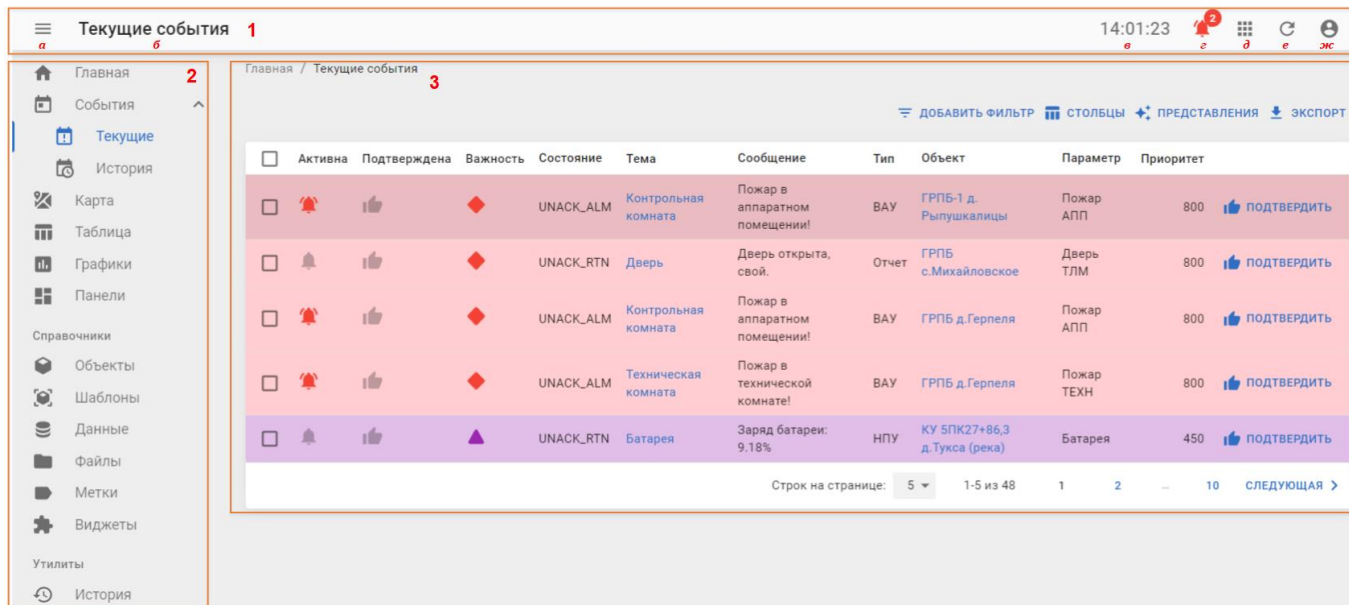 Текущие события 1 14:01:23 2
а б в г д е ж
2
Главная
События
Текущие
История
Карта
Таблица
Графики
Панели
Справочники
Объекты
Шаблоны
Данные
Файлы
Метки
Виджеты
Утилиты
История
Главная / Текущие события
3
ДОБАВИТЬ ФИЛЬТР СТОЛБЦЫ ПРЕДСТАВЛЕНИЯ ЭКСПОРТ
Активна Подтверждена Важность Состояние Тема Сообщение Тип Объект Параметр Приоритет
UNACK_ALM Контрольная комната Пожар в аппаратном помещении! ВАУ ГРПБ-1 д. Рыпушкалицы Пожар АПП 800 ПОДТВЕРДИТЬ
UNACK_RTN Дверь Дверь открыта, свой. Отчет ГРПБ с.Михайловское Дверь ТЛМ 800 ПОДТВЕРДИТЬ
UNACK_ALM Контрольная комната Пожар в аппаратном помещении! ВАУ ГРПБ д.Герпеля Пожар АПП 800 ПОДТВЕРДИТЬ
UNACK_ALM Техническая комната Пожар в технической комнате! ВАУ ГРПБ д.Герпеля Пожар ТЕХН 800 ПОДТВЕРДИТЬ
UNACK_RTN Батарея Заряд батареи: 9.18% НПУ КУ 5ПК27+86,3 д.Тукса (река) Батарея 450 ПОДТВЕРДИТЬ
Строк на странице: 5 1-5 из 48 1 2 ... 10 СЛЕДУЮЩАЯ